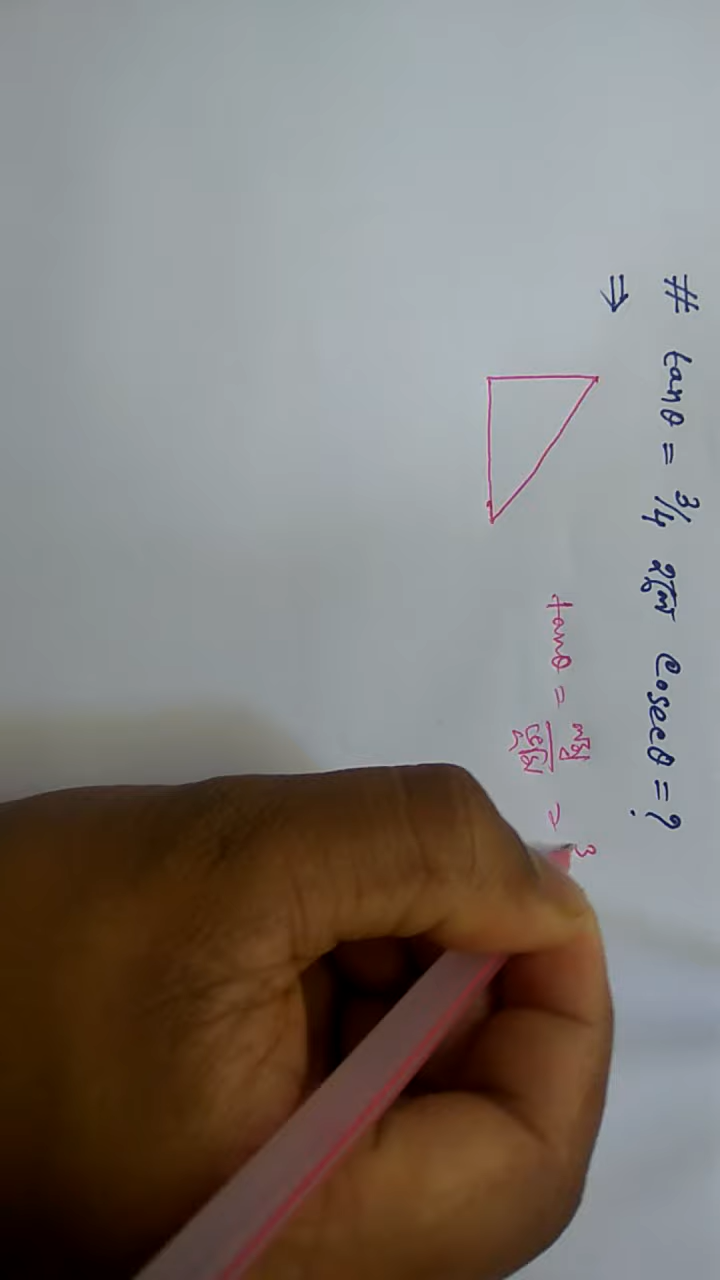 # tanθ = 3/4 হলে cosecθ = ?
⇒
tanθ = লম্ব/ভূমি = 3